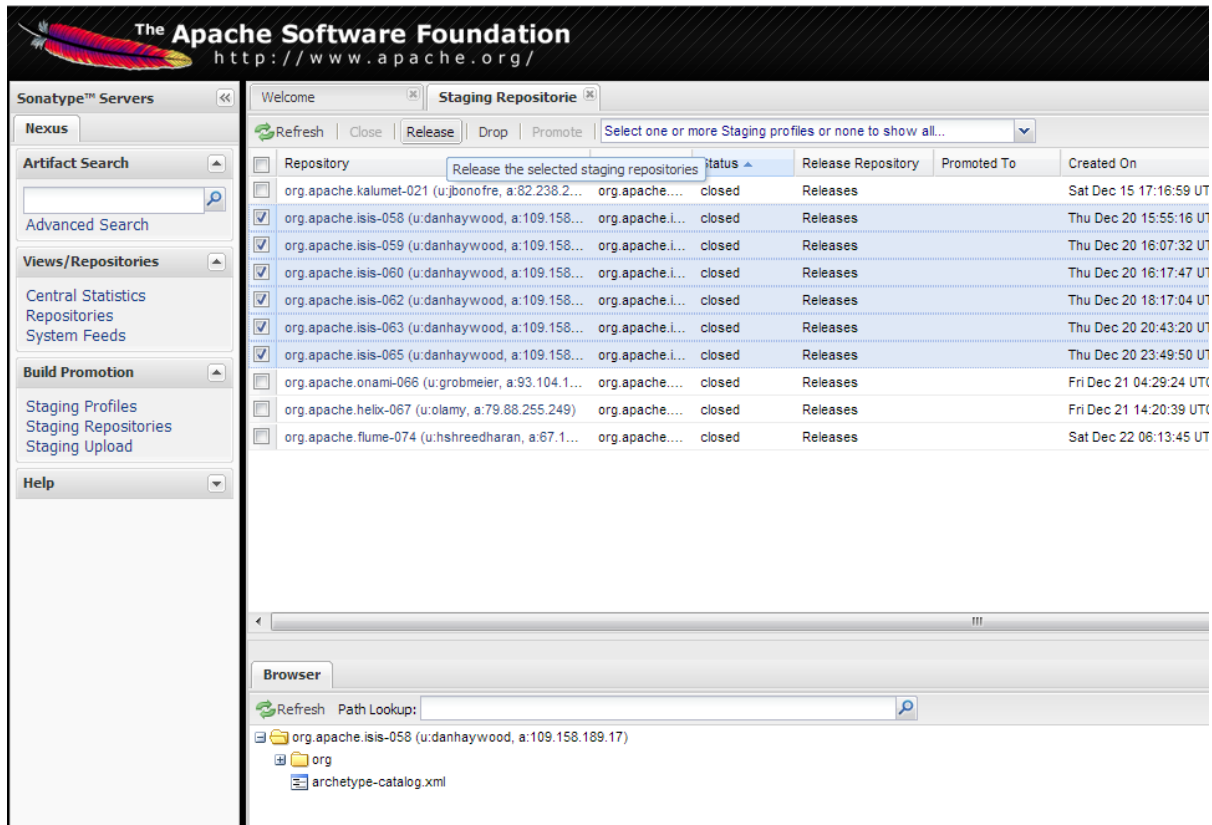 The Apache Software Foundation
http://www.apache.org/
Sonatype™ Servers
Nexus
Artifact Search
Advanced Search
Views/Repositories
Central Statistics
Repositories
System Feeds
Build Promotion
Staging Profiles
Staging Repositories
Staging Upload
Help
Welcome Staging Repositorie
Refresh Close Release Drop Promote Select one or more Staging profiles or none to show all...
Repository Status Release Repository Promoted To Created On
Release the selected staging repositories
org.apache.kalumet-021 (u:jbonofre, a:82.238.2... org.apache.... closed Releases Sat Dec 15 17:16:59 UT
org.apache.isis-058 (u:danhaywood, a:109.158... org.apache.i... closed Releases Thu Dec 20 15:55:16 UT
org.apache.isis-059 (u:danhaywood, a:109.158... org.apache.i... closed Releases Thu Dec 20 16:07:32 UT
org.apache.isis-060 (u:danhaywood, a:109.158... org.apache.i... closed Releases Thu Dec 20 16:17:47 UT
org.apache.isis-062 (u:danhaywood, a:109.158... org.apache.i... closed Releases Thu Dec 20 18:17:04 UT
org.apache.isis-063 (u:danhaywood, a:109.158... org.apache.i... closed Releases Thu Dec 20 20:43:20 UT
org.apache.isis-065 (u:danhaywood, a:109.158... org.apache.i... closed Releases Thu Dec 20 23:49:50 UT
org.apache.onami-066 (u:grobmeier, a:93.104.1... org.apache.... closed Releases Fri Dec 21 04:29:24 UTC
org.apache.helix-067 (u:olamy, a:79.88.255.249) org.apache.... closed Releases Fri Dec 21 14:20:39 UTC
org.apache.flume-074 (u:hshreedharan, a:67.1... org.apache.... closed Releases Sat Dec 22 06:13:45 UT
Browser
Refresh Path Lookup:
org.apache.isis-058 (u:danhaywood, a:109.158.189.17)
org
archetype-catalog.xml